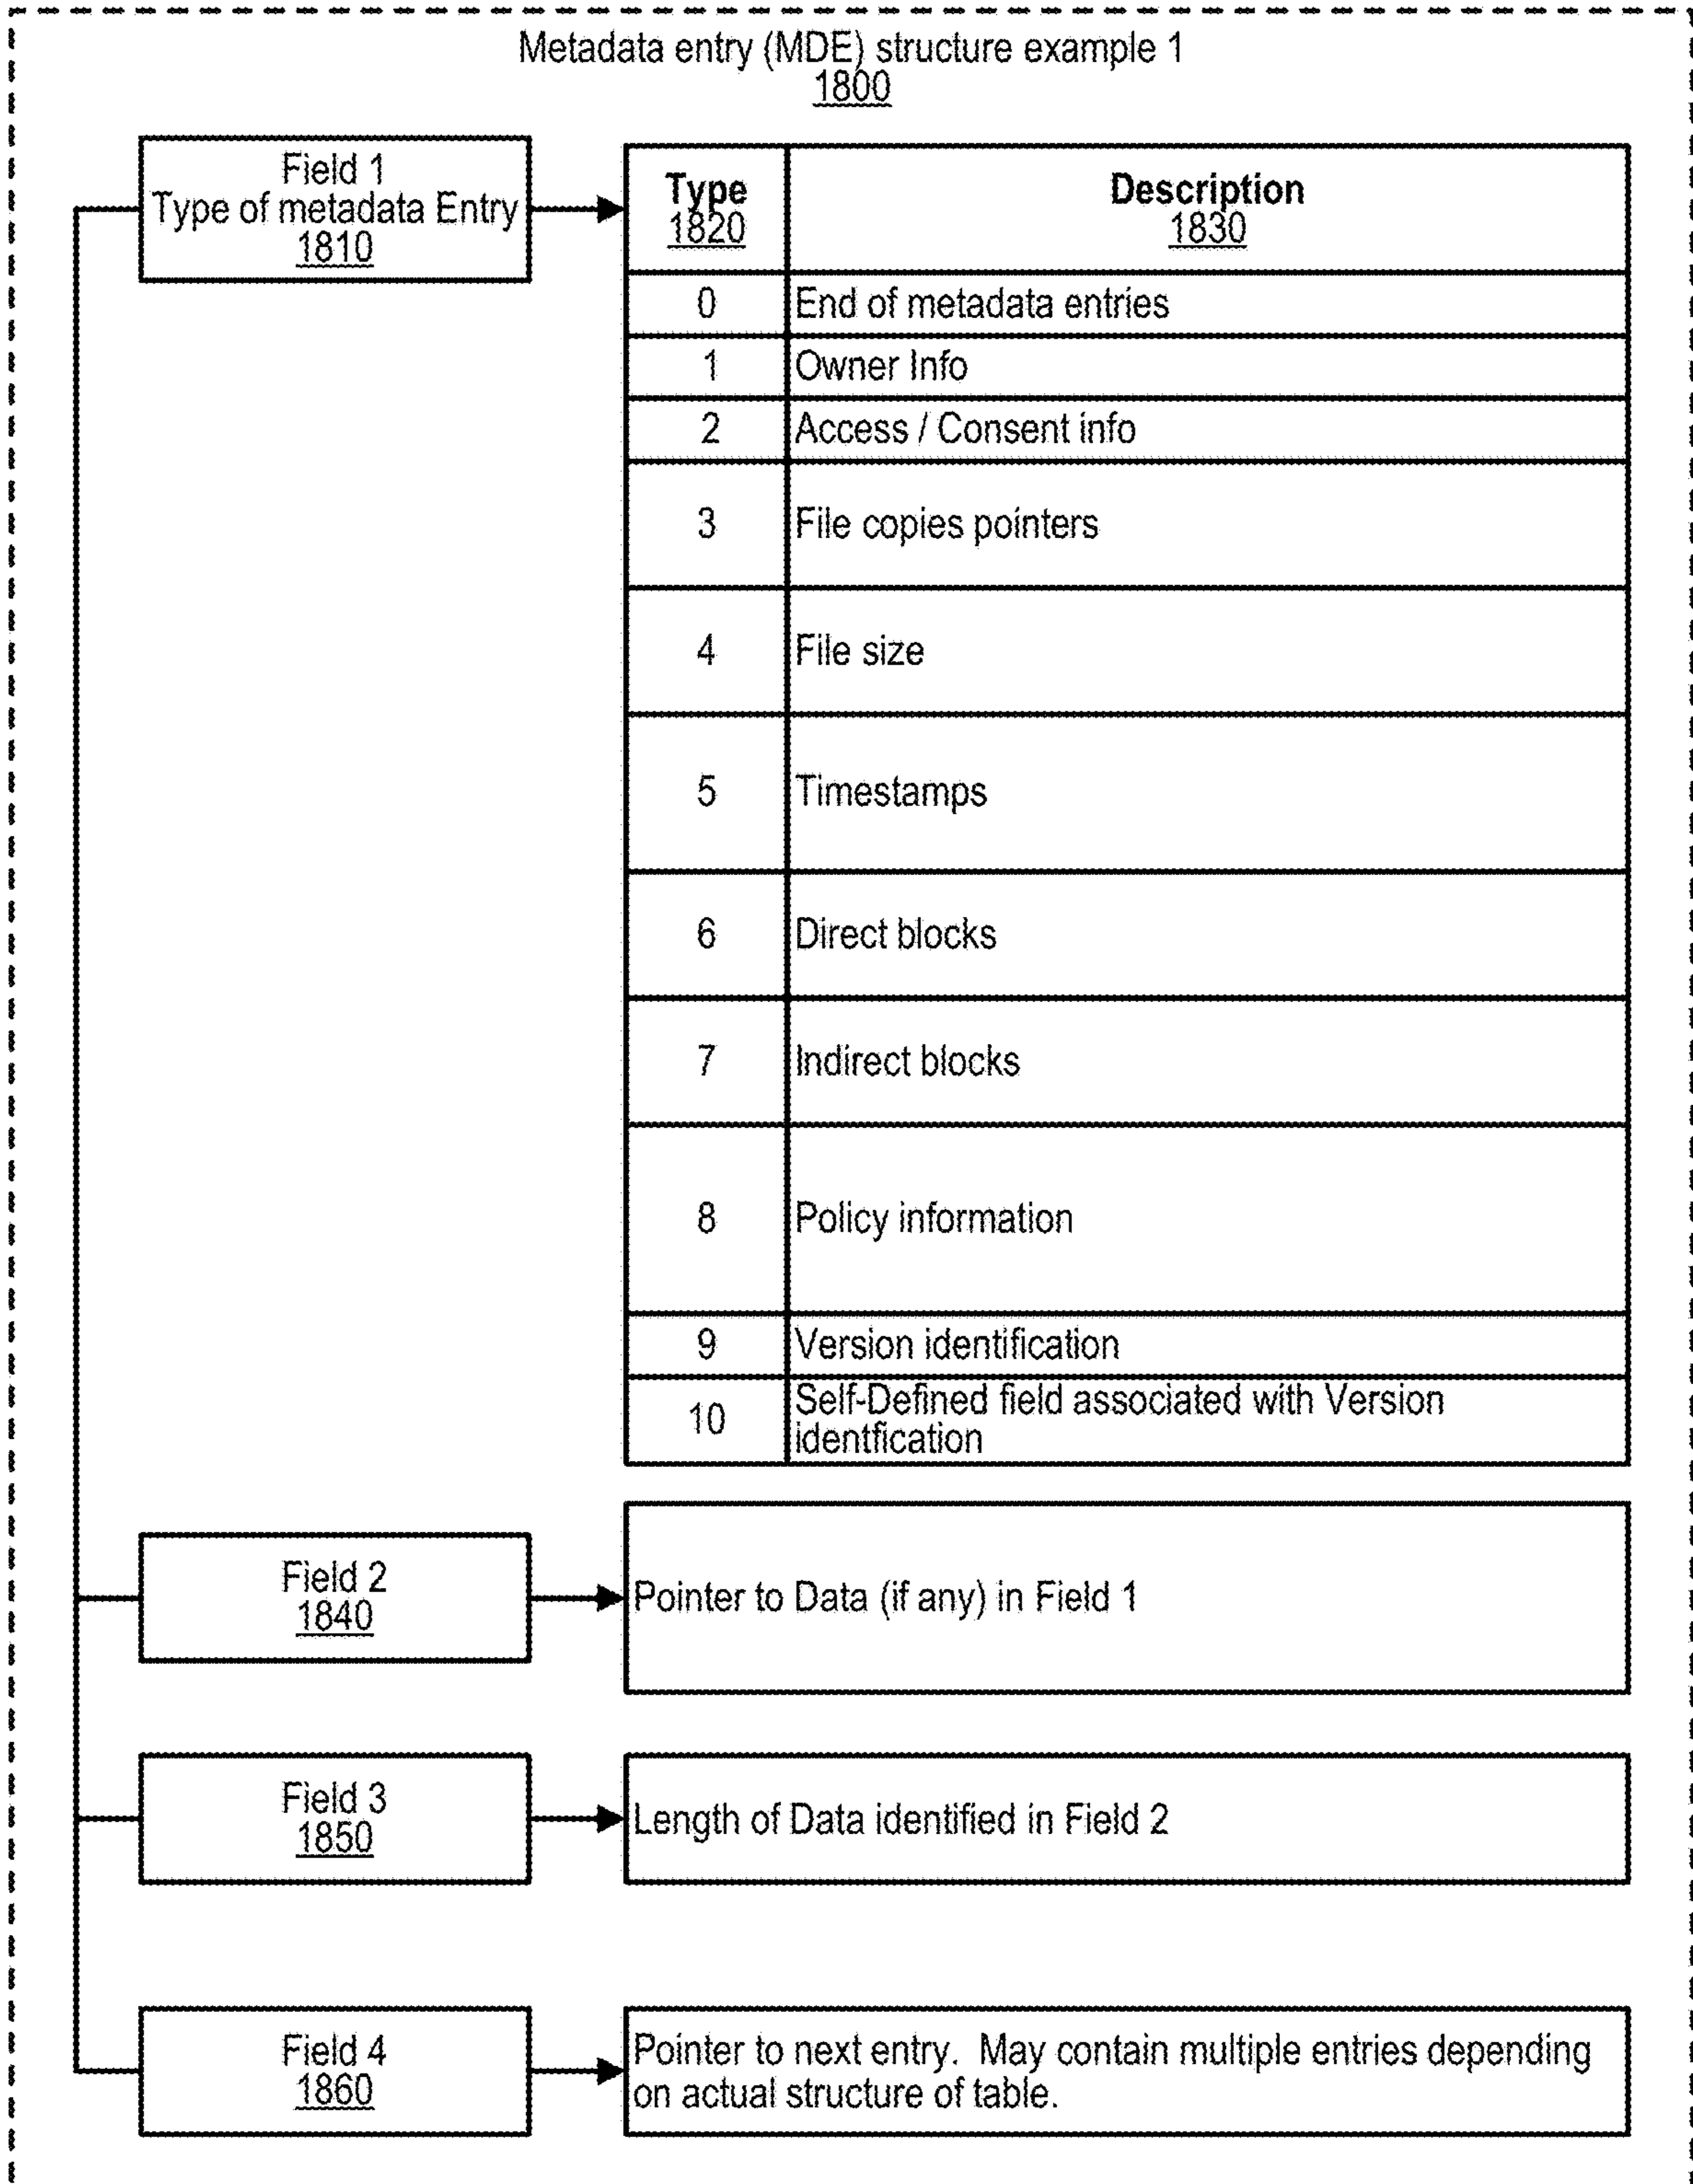 Metadata entry (MDE) structure example 1
1800
Field 1
Type of metadata Entry
1810
Type
1820
Description
1830
0
End of metadata entries
1
Owner Info
2
Access / Consent info
3
File copies pointers
4
File size
5
Timestamps
6
Direct blocks
7
Indirect blocks
8
Policy information
9
Version identification
10
Self-Defined field associated with Version
identfication
Field 2
1840
Pointer to Data (if any) in Field 1
Field 3
1850
Length of Data identified in Field 2
Field 4
1860
Pointer to next entry. May contain multiple entries depending
on actual structure of table.